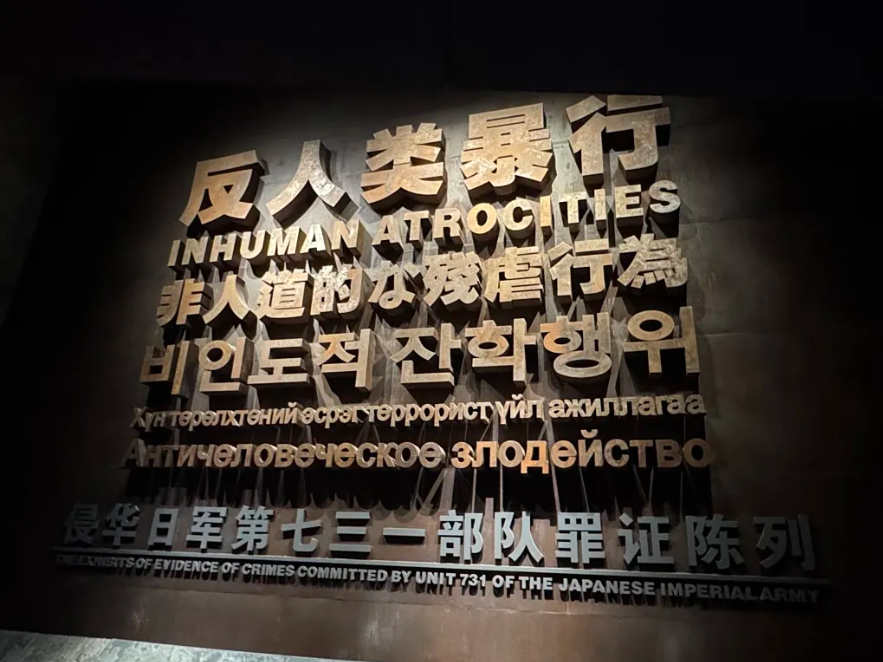 反人类暴行
INHUMAN ATROCITIES
非人道的な残虐行為
비인도적 잔학행위
Хүн төрөлхтөний эсрэг террорист үйл ажиллагаа
Античеловеческое злодейство
侵华日军第七三一部队罪证陈列
THE EXHIBITS OF EVIDENCE OF CRIMES COMMITTED BY UNIT 731 OF THE JAPANESE IMPERIAL ARMY